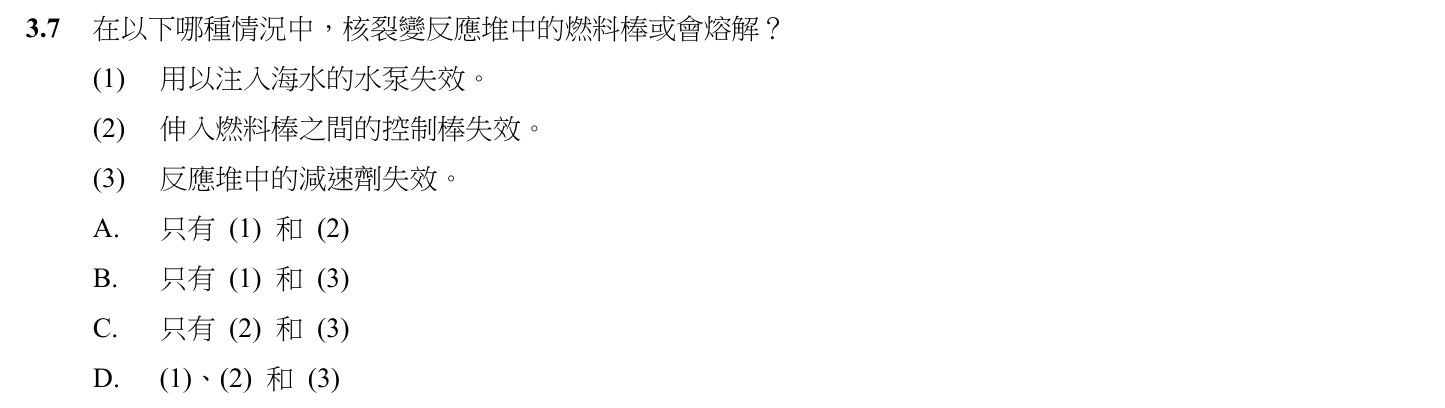 3.7 在以下哪種情況中，核裂變反應堆中的燃料棒或會熔解？
(1) 用以注入海水的水泵失效。
(2) 伸入燃料棒之間的控制棒失效。
(3) 反應堆中的減速劑失效。
A. 只有 (1) 和 (2)
B. 只有 (1) 和 (3)
C. 只有 (2) 和 (3)
D. (1)、(2) 和 (3)